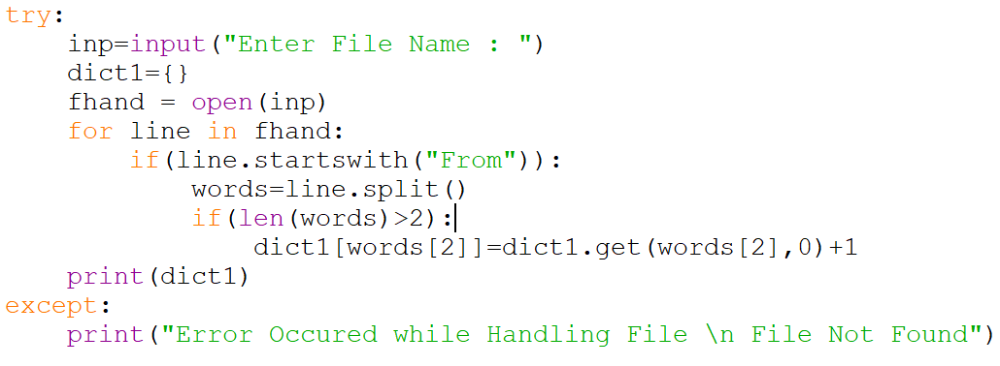 try:
    inp=input("Enter File Name : ")
    dict1={}
    fhand = open(inp)
    for line in fhand:
        if(line.startswith("From")):
            words=line.split()
            if(len(words)>2):
                dict1[words[2]]=dict1.get(words[2],0)+1
    print(dict1)
except:
    print("Error Occured while Handling File \n File Not Found")